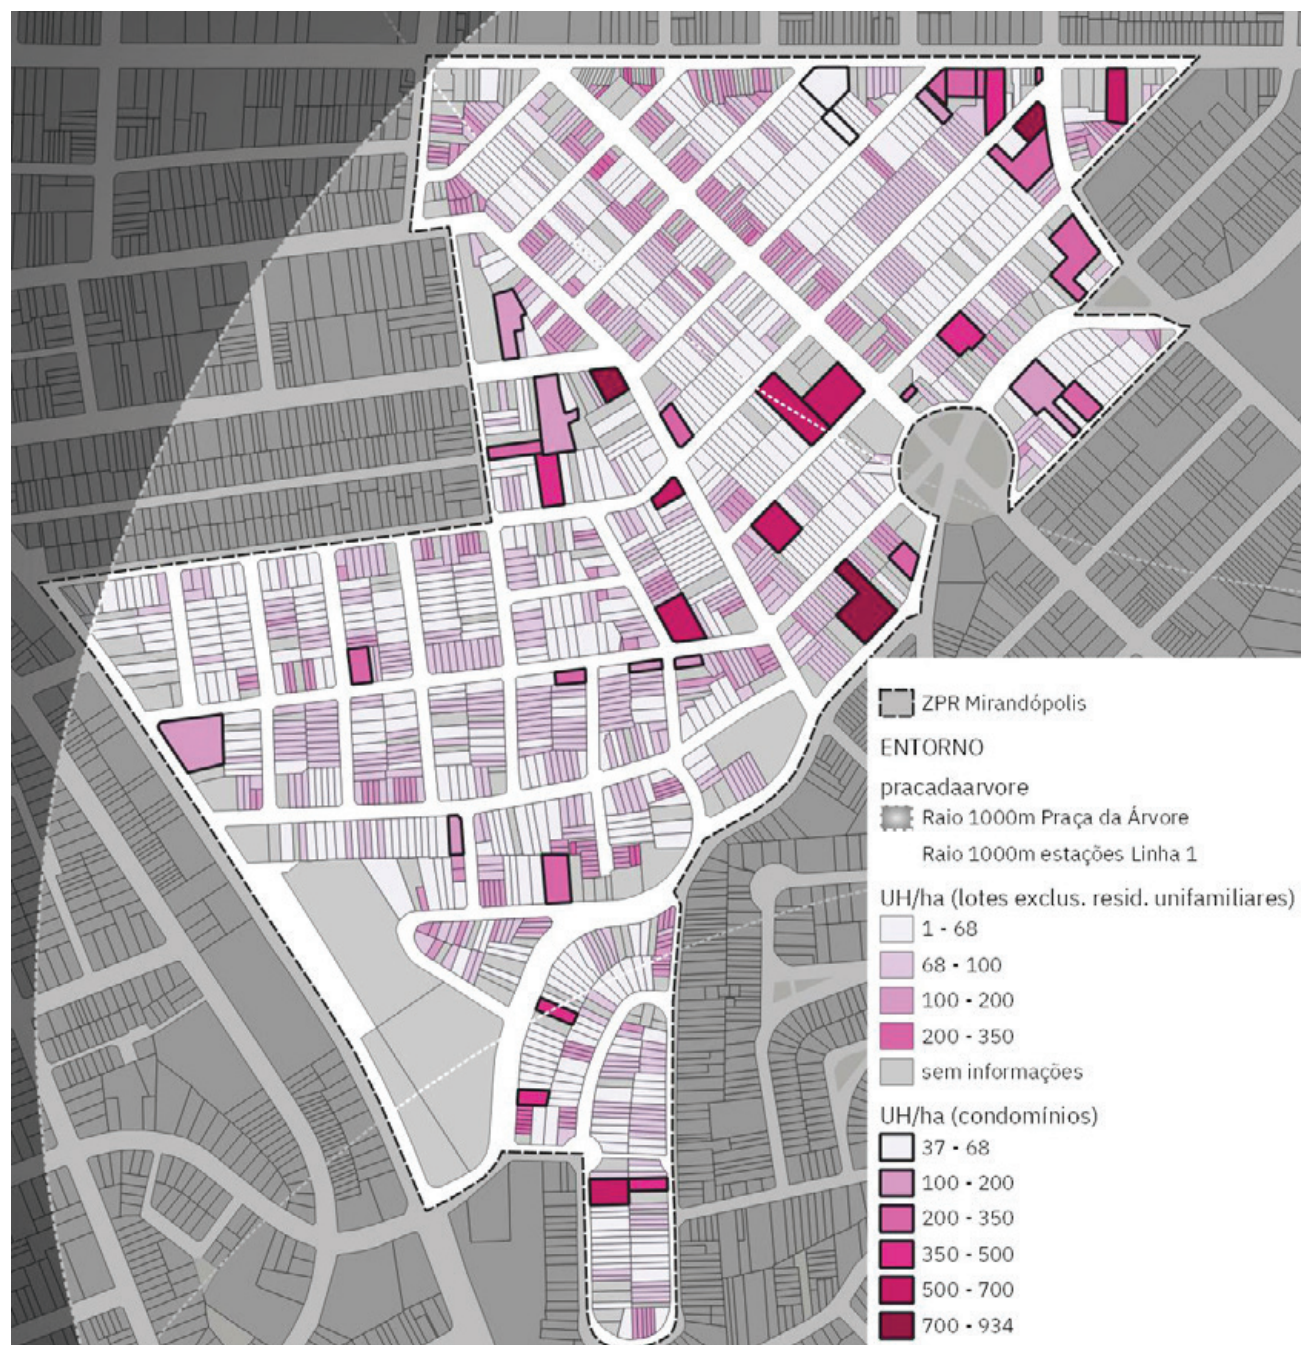 ZPR Mirandópolis
ENTORNO
pracadaarvore
Raio 1000m Praça da Árvore
Raio 1000m estações Linha 1
UH/ha (lotes exclus. resid. unifamiliares)
1 - 68
68 - 100
100 - 200
200 - 350
sem informações
UH/ha (condomínios)
37 - 68
100 - 200
200 - 350
350 - 500
500 - 700
700 - 934